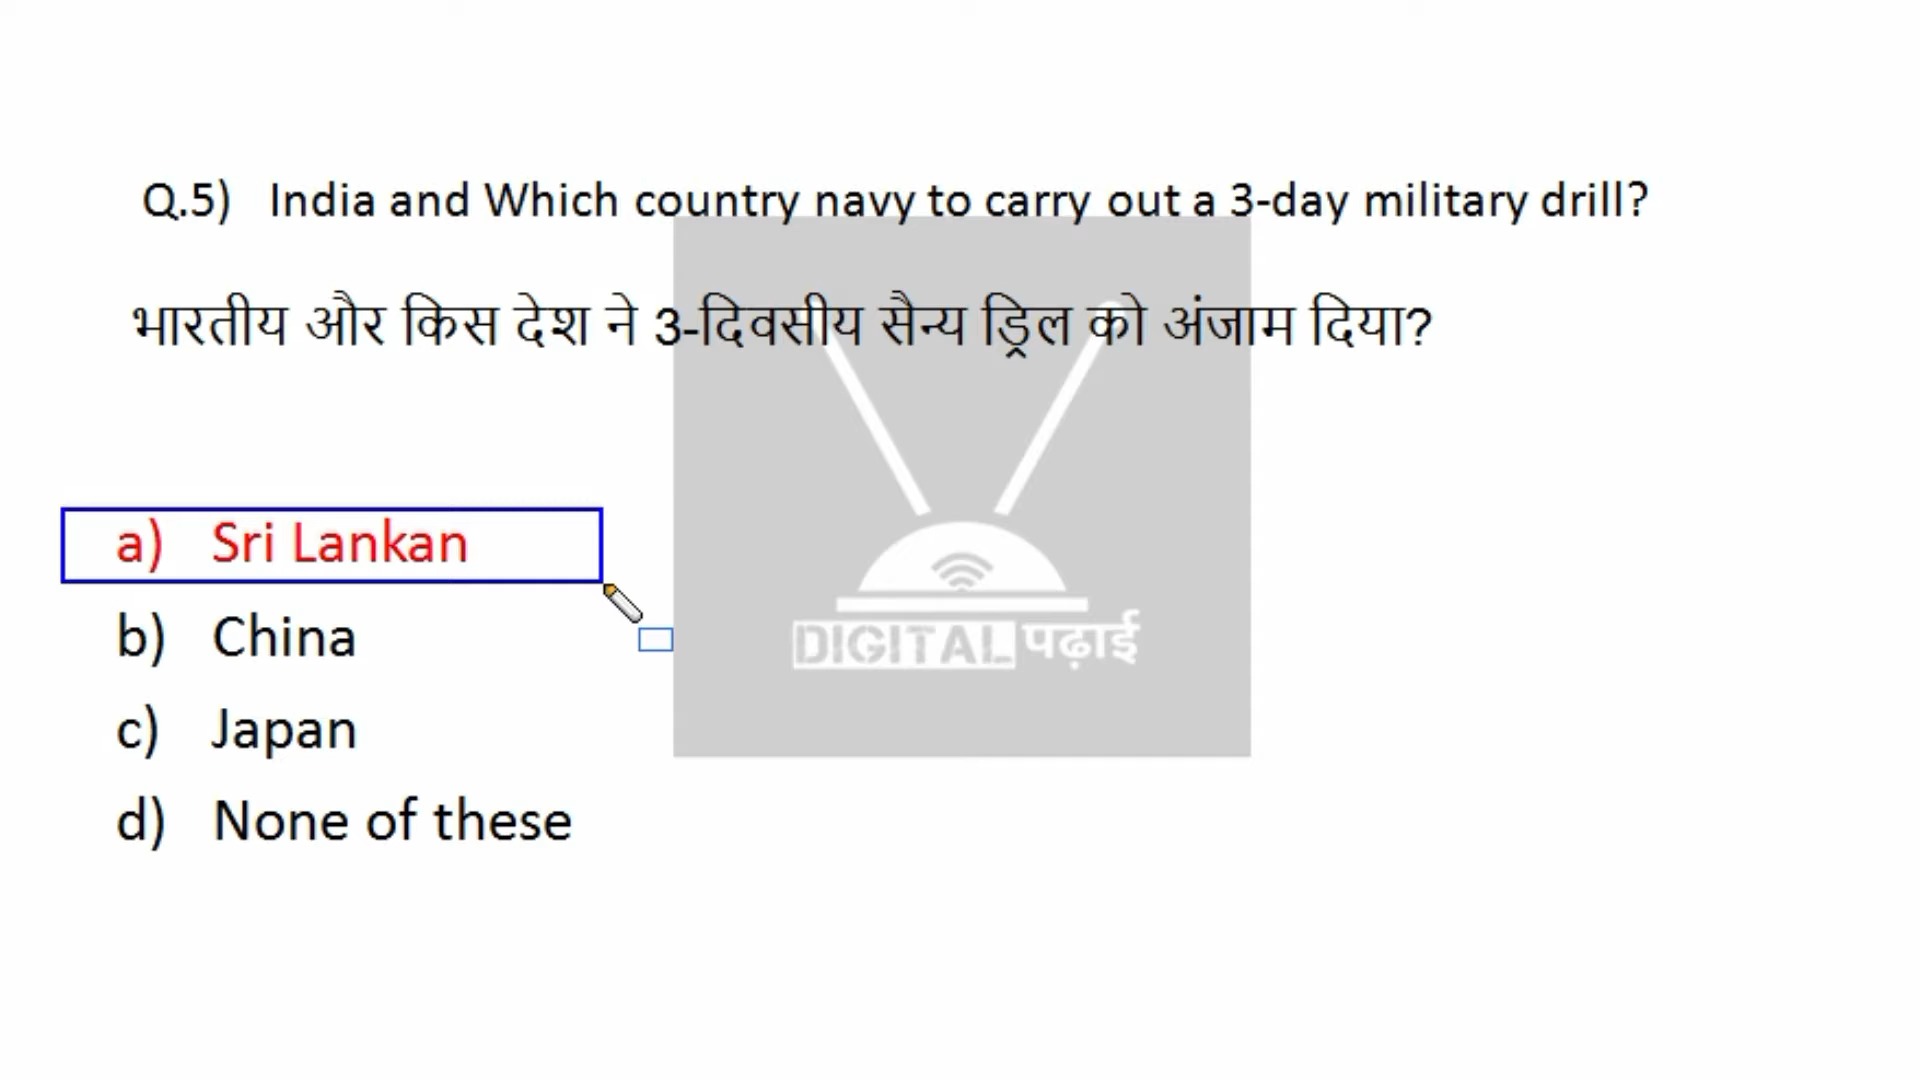 Q.5) India and Which country navy to carry out a 3-day military drill?
भारतीय और किस देश ने 3-दिवसीय सैन्य ड्रिल को अंजाम दिया?
a) Sri Lankan
b) China
c) Japan
d) None of these
DIGITAL पढ़ाई